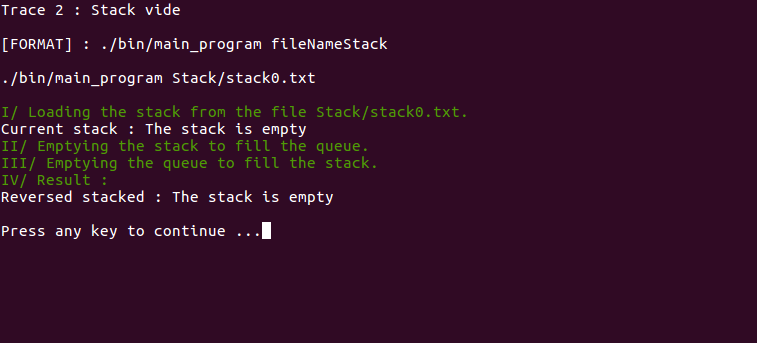 Trace 2 : Stack vide
[FORMAT] : ./bin/main_program fileNameStack
./bin/main_program Stack/stack0.txt
I/ Loading the stack from the file Stack/stack0.txt.
Current stack : The stack is empty
II/ Emptying the stack to fill the queue.
III/ Emptying the queue to fill the stack.
IV/ Result :
Reversed stacked : The stack is empty
Press any key to continue ...